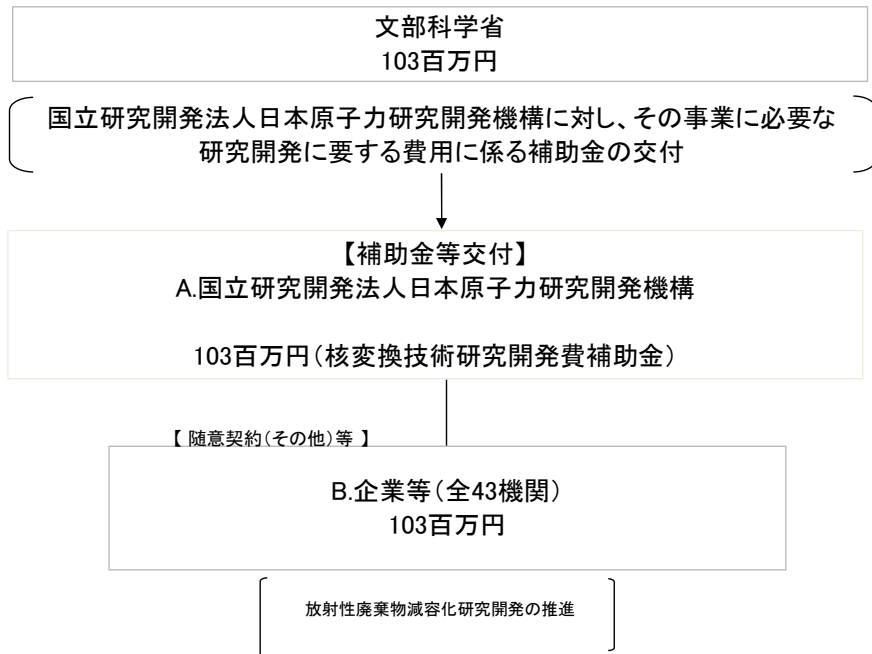 文部科学省
103百万円
国立研究開発法人日本原子力研究開発機構に対し、その事業に必要な
研究開発に要する費用に係る補助金の交付
【補助金等交付】
A.国立研究開発法人日本原子力研究開発機構
103百万円(核変換技術研究開発費補助金)
【 随意契約(その他)等 】
B.企業等(全43機関)
103百万円
放射性廃棄物減容化研究開発の推進